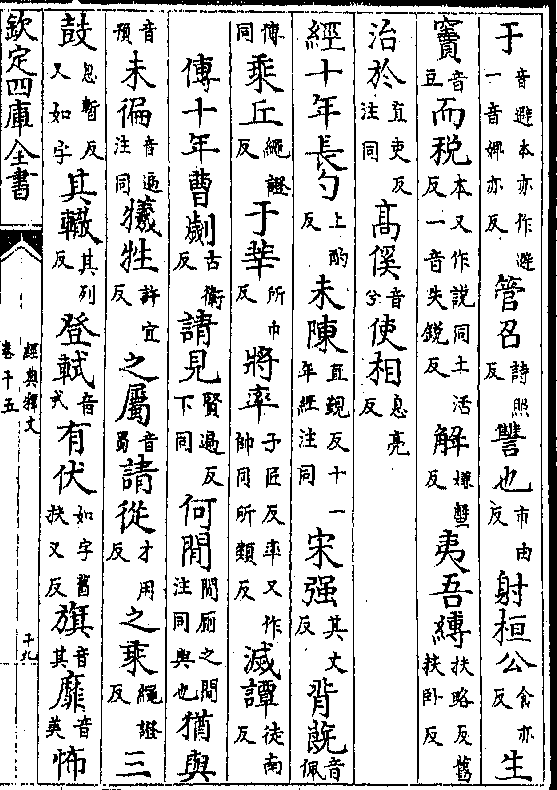 于音避本亦作避一音婢亦反管召詩照反讐也市由反射桓公食亦反生
竇音豆而稅本又作說同土活反一音失鋭反解嫌蟹反夷吾縛扶略反舊扶卧反
治於直吏反注同高傒音兮使相息亮反
經十年長勺上酌反未陳直覲反十一年經注同宋强其丈反背旣音佩
傳同乘丘繩證反于莘所巾反將率子匠反率又作帥同所類反滅譚徒南反
傳十年曹劌古衛反請見賢遍反下同何間間厠之間注同與也猶與
音預未徧音遍注同犧牲許宜反之屬音蜀請從才用反之乘繩證反三
鼓息暫反又如字其轍其列反登軾音式有伏如字舊扶又反旗音其靡音美怖
欽定四庫全書
經典釋文
卷十五
十九